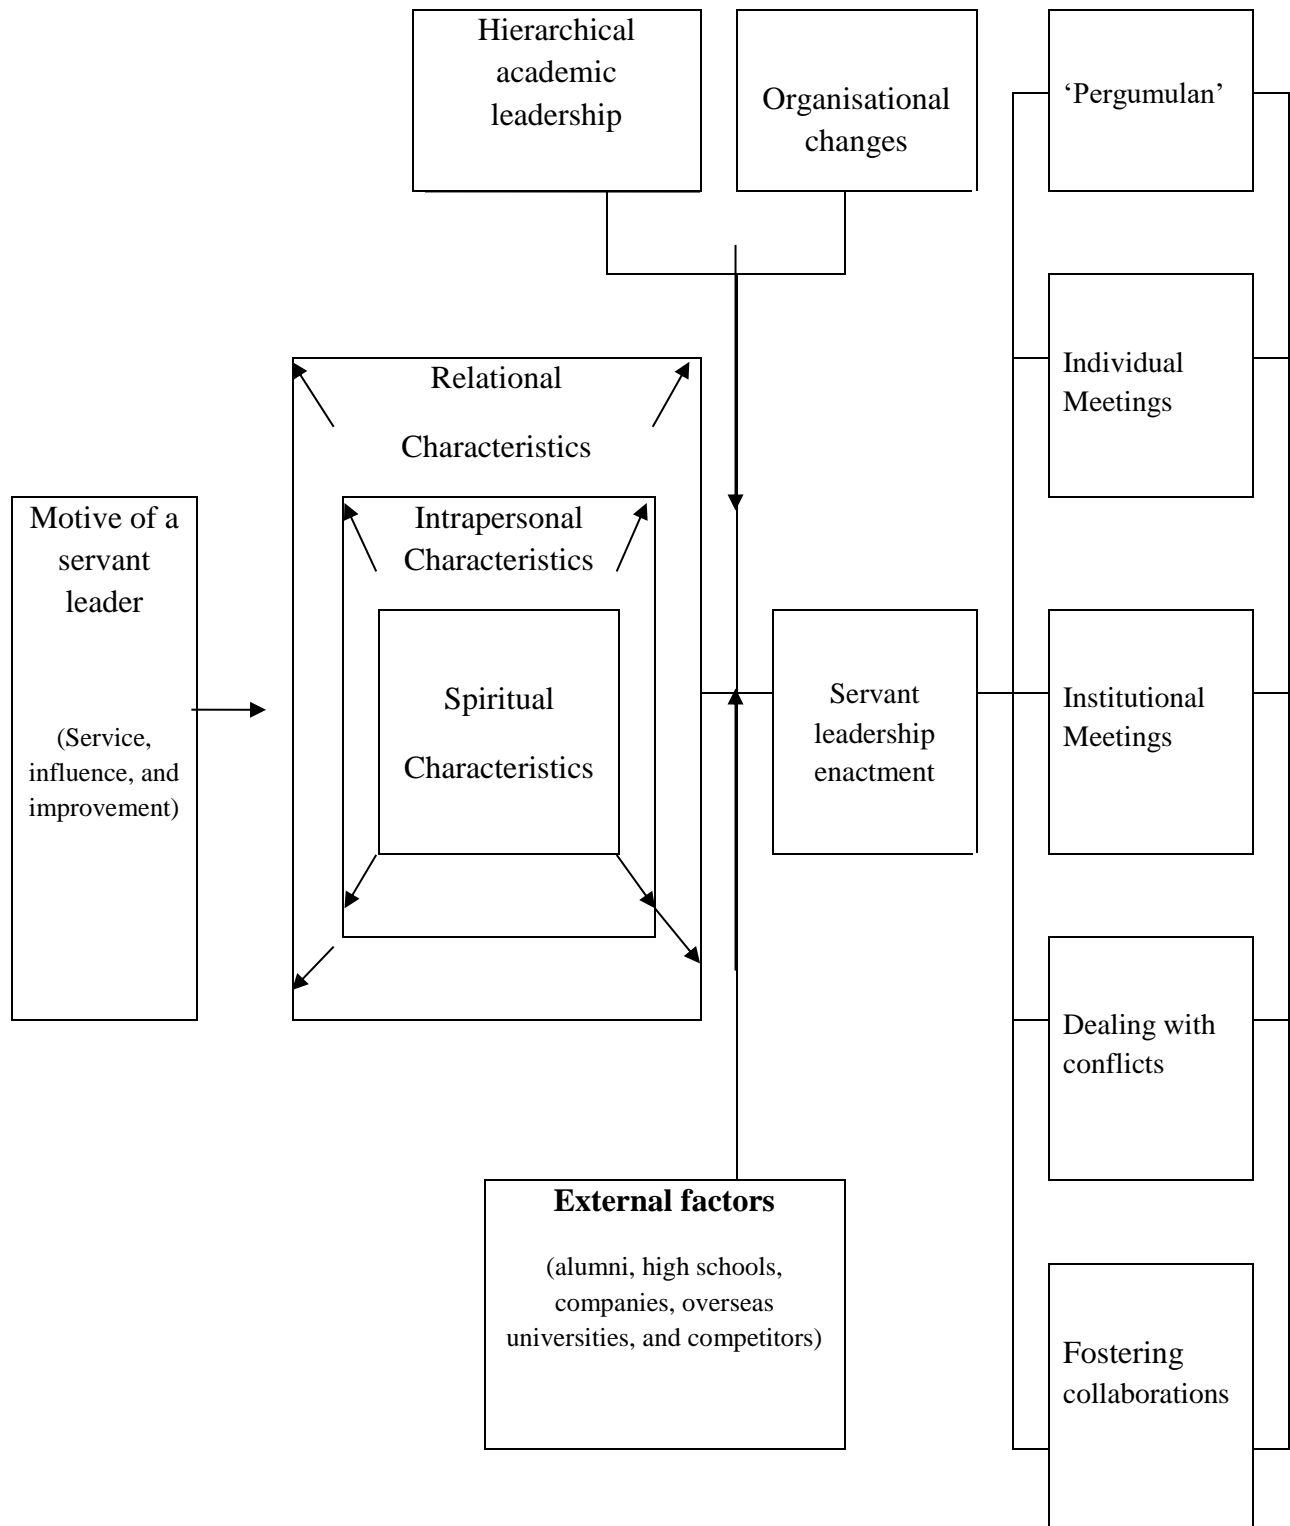 Hierarchical
academic
leadership
Organisational
changes
‘Pergumulan’
Individual
Meetings
Relational
Characteristics
Intrapersonal
Characteristics
Spiritual
Characteristics
Motive of a
servant
leader
(Service,
influence, and
improvement)
Servant
leadership
enactment
Institutional
Meetings
Dealing with
conflicts
External factors
(alumni, high schools,
companies, overseas
universities, and competitors)
Fostering
collaborations